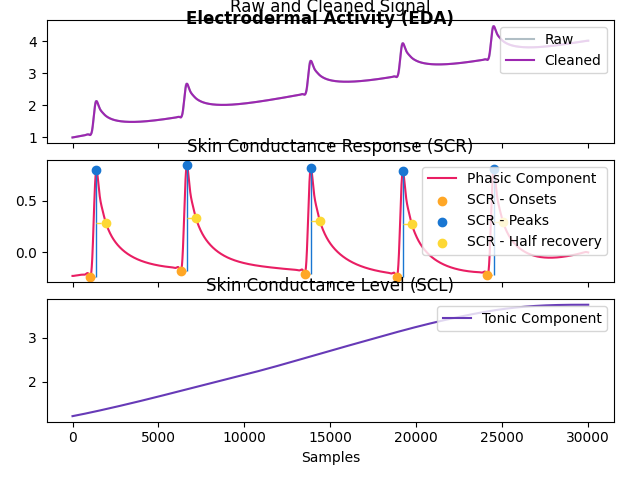 Raw and Cleaned Signal
Electrodermal Activity (EDA)
Raw
Cleaned
4
3
2
1
Skin Conductance Response (SCR)
Phasic Component
SCR - Onsets
SCR - Peaks
SCR - Half recovery
0.5
0.0
Skin Conductance Level (SCL)
Tonic Component
3
2
0 5000 10000 15000 20000 25000 30000
Samples